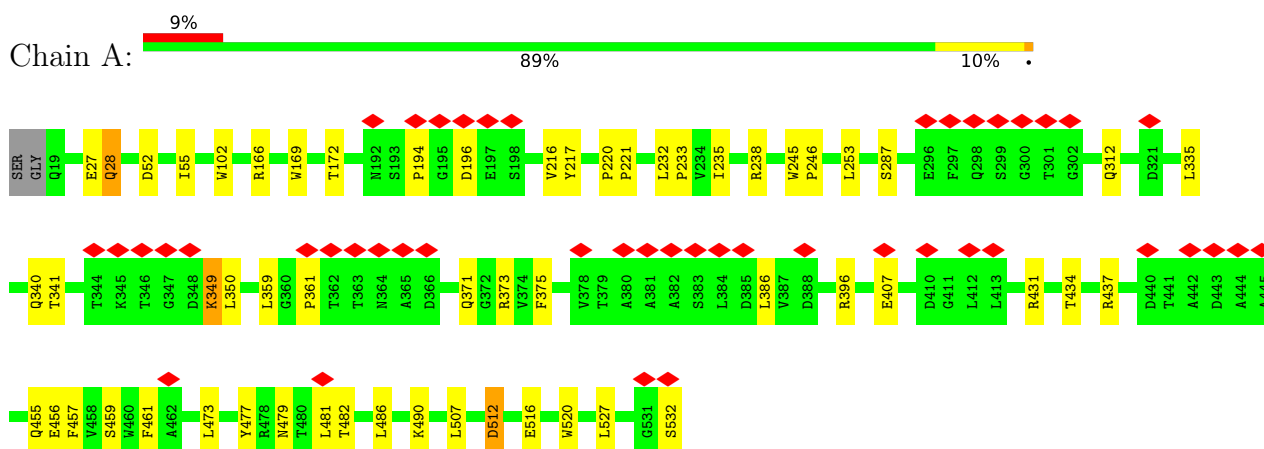 9%
Chain A:
89% 10% •
SER GLY Q19 E27 Q28 D52 I55 W102 R166 W169 T172 N192 S193 P194 G195 D196 E197 S198 V216 Y217 P220 P221 L232 P233 V234 I235 R238 W245 P246 L253 S287 E296 F297 Q298 S299 G300 T301 G302 Q312 D321 L335
Q340 T341 T344 K345 T346 G347 D348 K349 L350 L359 G360 P361 T362 T363 N364 A365 D366 Q371 G372 R373 V374 F375 V378 T379 A380 A381 A382 S383 L384 D385 L386 V387 D388 R396 E407 D410 G411 L412 L413 R431 T434 R437 D440 T441 A442 D443 A444 A445
Q455 E456 F457 V458 S459 W460 F461 A462 L473 Y477 R478 N479 T480 L481 T482 L486 K490 L507 D512 E516 W520 L527 G531 S532